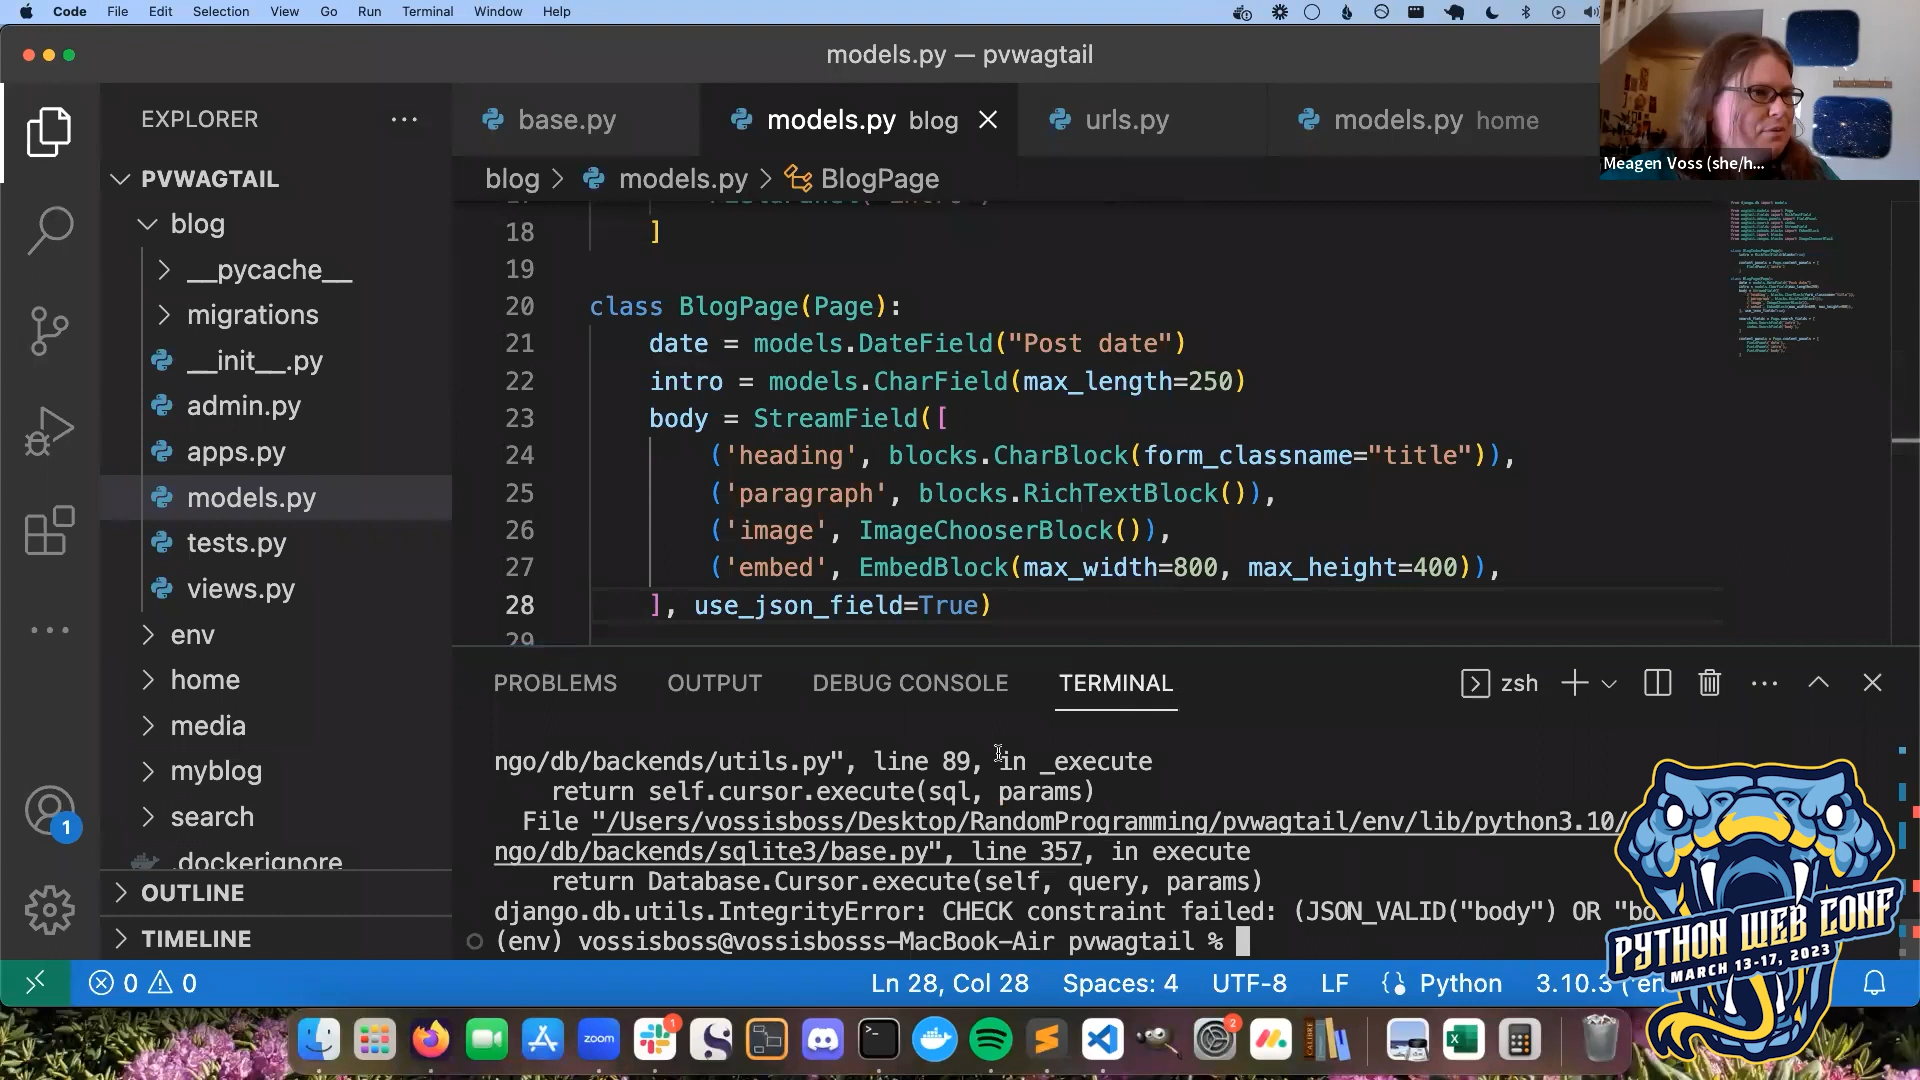 Code File Edit Selection View Go Run Terminal Window Help
models.py — pvwagtail
Meagen Voss (she/h...
EXPLORER
base.py
models.py blog
urls.py
models.py home
blog > models.py > BlogPage
PVWAGTAIL
blog
__pycache__
migrations
__init__.py
admin.py
apps.py
models.py
tests.py
views.py
env
home
media
myblog
search
.dockerignore
OUTLINE
TIMELINE
1
18 ]
19
20 class BlogPage(Page):
21 date = models.DateField("Post date")
22 intro = models.CharField(max_length=250)
23 body = StreamField([
24 ('heading', blocks.CharBlock(form_classname="title")),
25 ('paragraph', blocks.RichTextBlock()),
26 ('image', ImageChooserBlock()),
27 ('embed', EmbedBlock(max_width=800, max_height=400)),
28 ], use_json_field=True)
29
PROBLEMS OUTPUT DEBUG CONSOLE TERMINAL
zsh
ngo/db/backends/utils.py", line 89, in _execute
return self.cursor.execute(sql, params)
File "/Users/vossisboss/Desktop/RandomProgramming/pvwagtail/env/lib/python3.10/
ngo/db/backends/sqlite3/base.py", line 357, in execute
return Database.Cursor.execute(self, query, params)
django.db.utils.IntegrityError: CHECK constraint failed: (JSON_VALID("body") OR "bo
(env) vossisboss@vossisbosss-MacBook-Air pvwagtail %
0 0
Ln 28, Col 28 Spaces: 4 UTF-8 LF Python 3.10.3 ('en
PYTHON WEB CONF
MARCH 13-17, 2023
zoom
1
2